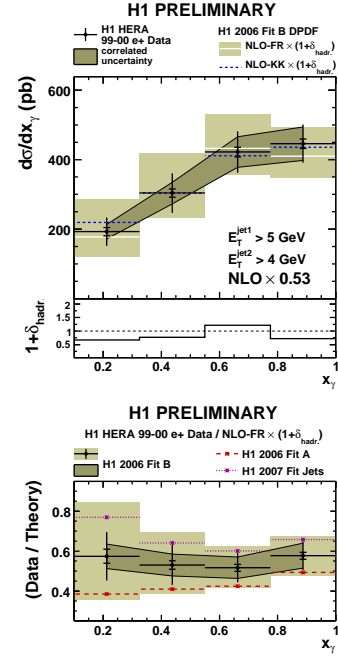 H1 PRELIMINARY
H1 HERA
99-00 e+ Data
correlated
uncertainty
H1 2006 Fit B DPDF
NLO-FR × (1+δhadr.)
NLO-KK × (1+δhadr.)
dσ/dxγ (pb)
600
400
200
E_T^jet1 > 5 GeV
E_T^jet2 > 4 GeV
NLO × 0.53
1+δhadr.
2
1.5
1
0.5
0.2 0.4 0.6 0.8 1
xγ
H1 PRELIMINARY
H1 HERA 99-00 e+ Data / NLO-FR × (1+δhadr.)
H1 2006 Fit B
H1 2006 Fit A
H1 2007 Fit Jets
(Data / Theory)
0.8
0.6
0.4
0.2 0.4 0.6 0.8 1
xγ